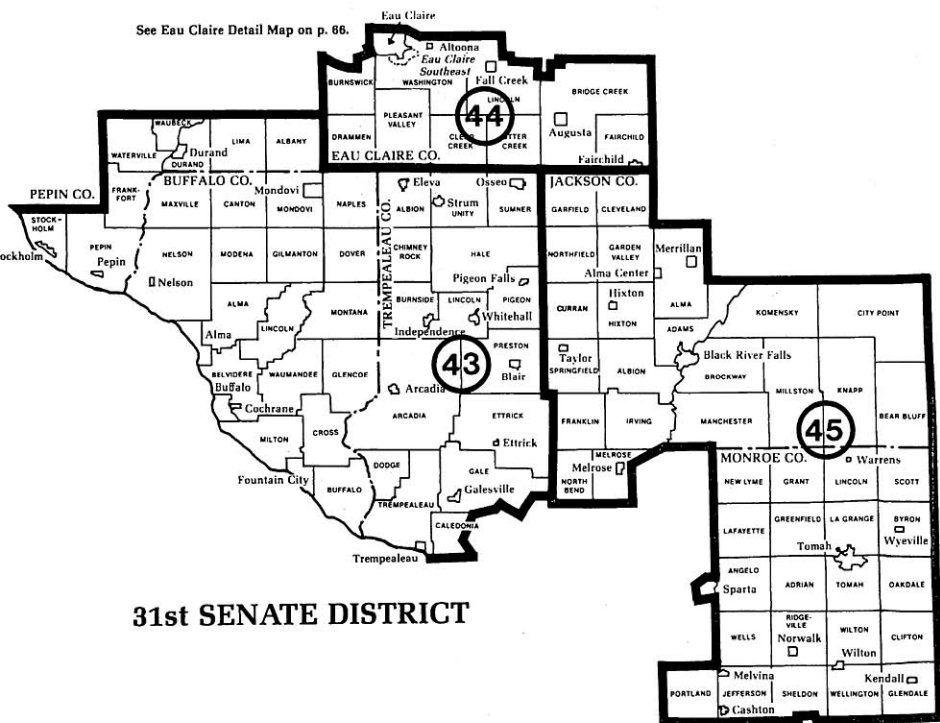 See Eau Claire Detail Map on p. 66.
Eau Claire
Altoona
Eau Claire
Southeast
Fall Creek
BURNSWICK
WASHINGTON
LINCOLN
BRIDGE CREEK
PLEASANT
VALLEY
44
Augusta
DRAMMEN
CLEAR
CREEK
OTTER
CREEK
FAIRCHILD
Fairchild
EAU CLAIRE CO.
WAUBECK
LIMA
ALBANY
WATERVILLE
Durand
DURAND
PEPIN CO.
BUFFALO CO.
FRANK-
FORT
MAXVILLE
CANTON
Mondovi
MONDOVI
NAPLES
ALBION
Eleva
Strum
UNITY
Osseo
SUMNER
JACKSON CO.
GARFIELD
CLEVELAND
STOCK-
HOLM
ockholm
PEPIN
Pepin
NELSON
Nelson
MODENA
GILMANTON
DOVER
TREMPEALEAU CO.
CHIMNEY
ROCK
HALE
Pigeon Falls
NORTHFIELD
GARDEN
VALLEY
Merrillan
Alma Center
ALMA
Alma
LINCOLN
MONTANA
BURNSIDE
Independence
LINCOLN
Whitehall
PIGEON
CURRAN
Hixton
HIXTON
ALMA
ADAMS
KOMENSKY
CITY POINT
BELVIDERE
Buffalo
Cochrane
WAUMANDEE
GLENCOE
43
PRESTON
Blair
Taylor
SPRINGFIELD
ALBION
Black River Falls
BROCKWAY
MILLSTON
KNAPP
BEAR BLUFF
Arcadia
ARCADIA
ETTRICK
Ettrick
FRANKLIN
IRVING
MANCHESTER
45
MILTON
CROSS
Fountain City
BUFFALO
DODGE
TREMPEALEAU
GALE
Galesville
CALEDONIA
Trempealeau
MELROSE
Melrose
NORTH
BEND
MONROE CO.
Warrens
NEW LYME
GRANT
LINCOLN
SCOTT
LAFAYETTE
GREENFIELD
LA GRANGE
BYRON
Wyeville
Tomah
ANGELO
Sparta
ADRIAN
TOMAH
OAKDALE
RIDGE-
VILLE
Norwalk
WELLS
WILTON
Wilton
CLIFTON
Melvina
Kendall
PORTLAND
JEFFERSON
SHELDON
WELLINGTON
GLENDALE
Cashton
31st SENATE DISTRICT